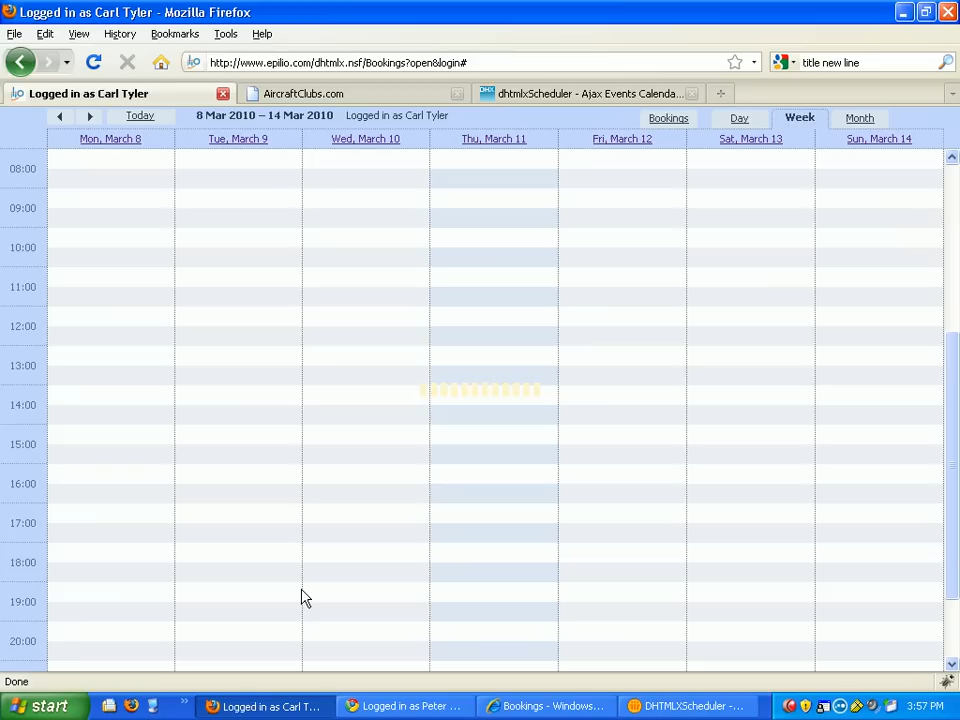 Logged in as Carl Tyler - Mozilla Firefox
File Edit View History Bookmarks Tools Help
http://www.epilio.com/dhtmlx.nsf/Bookings?open&login#
title new line
Logged in as Carl Tyler
AircraftClubs.com
dhtmlxScheduler - Ajax Events Calenda...
Today
8 Mar 2010 – 14 Mar 2010
Logged in as Carl Tyler
Bookings
Day
Week
Month
Mon, March 8
Tue, March 9
Wed, March 10
Thu, March 11
Fri, March 12
Sat, March 13
Sun, March 14
08:00
09:00
10:00
11:00
12:00
13:00
14:00
15:00
16:00
17:00
18:00
19:00
20:00
Done
start
Logged in as Carl T...
Logged in as Peter ...
Bookings - Windows...
DHTMLXScheduler -...
3:57 PM